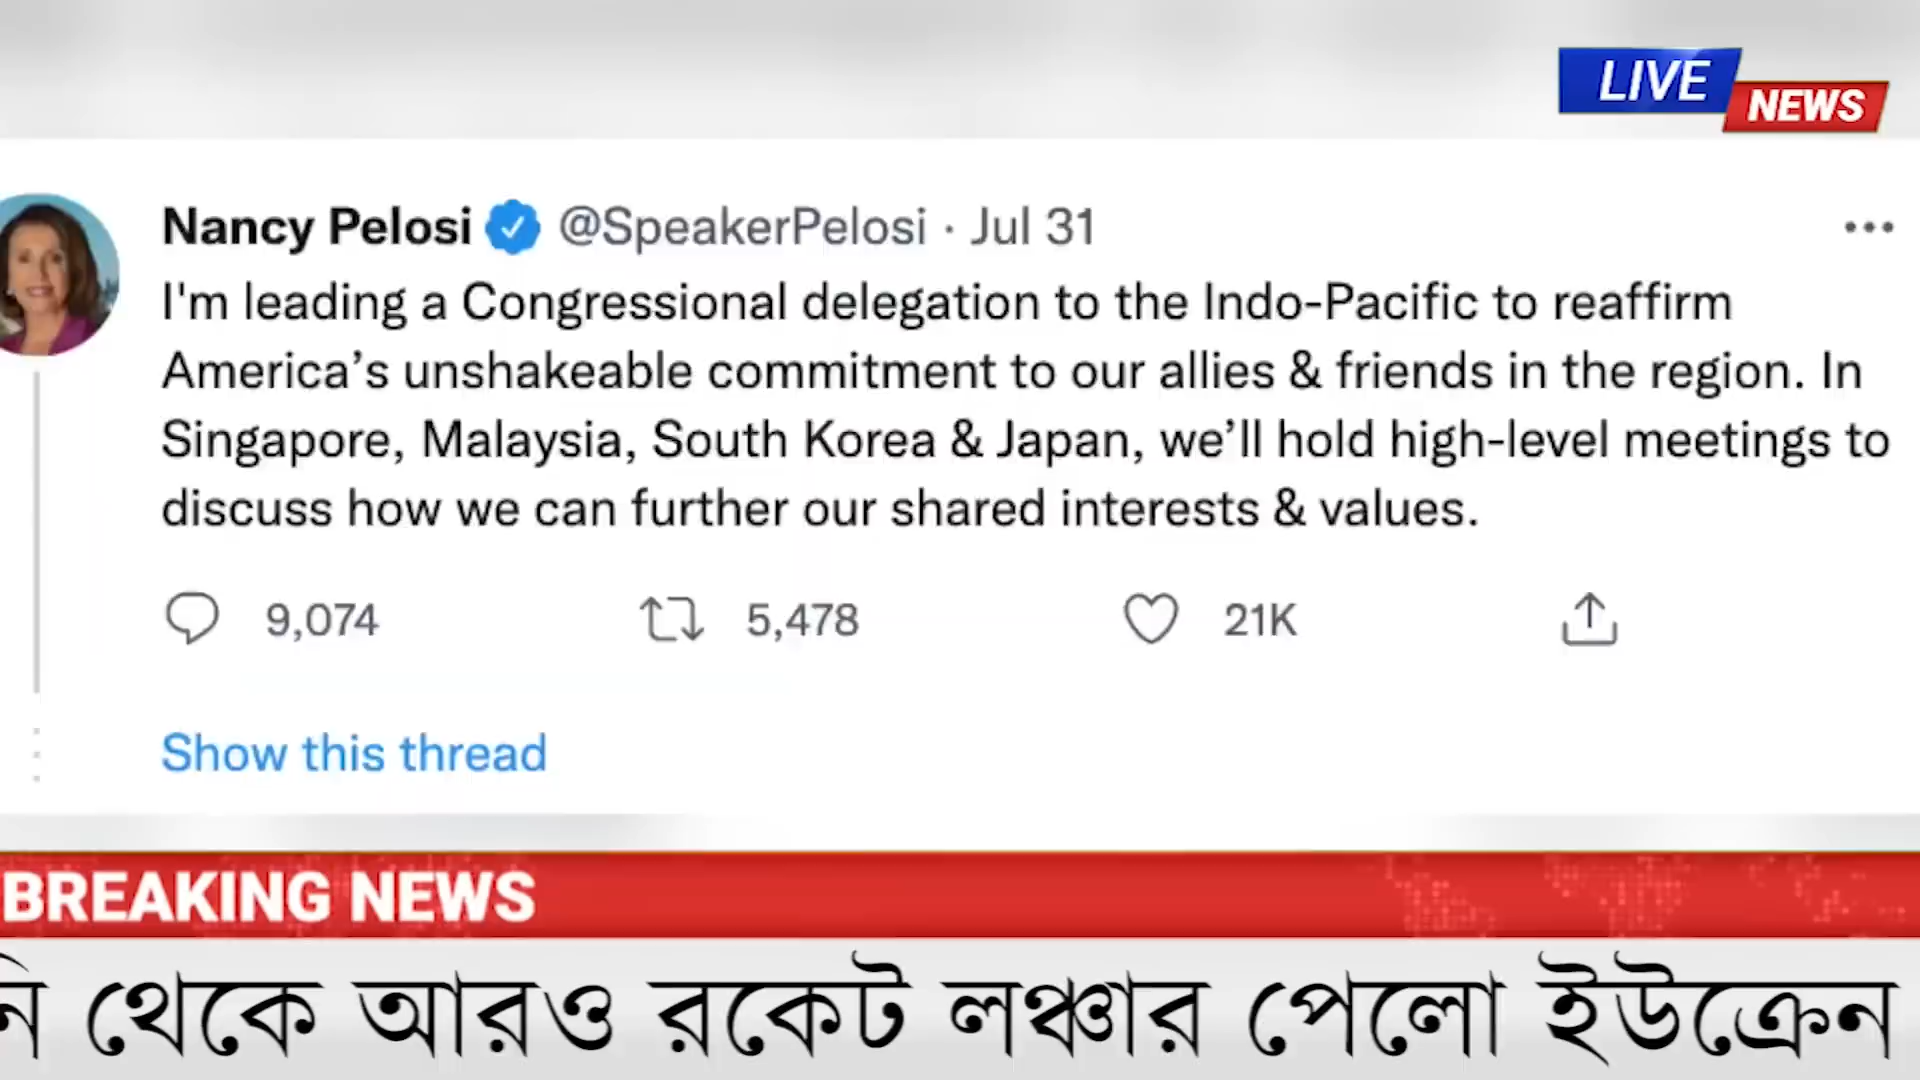 LIVE
NEWS
Nancy Pelosi @SpeakerPelosi · Jul 31
I'm leading a Congressional delegation to the Indo-Pacific to reaffirm
America’s unshakeable commitment to our allies & friends in the region. In
Singapore, Malaysia, South Korea & Japan, we’ll hold high-level meetings to
discuss how we can further our shared interests & values.
9,074 5,478 21K
Show this thread
BREAKING NEWS
থেকে আরও রকেট লঞ্চার পেলো ইউক্রেন